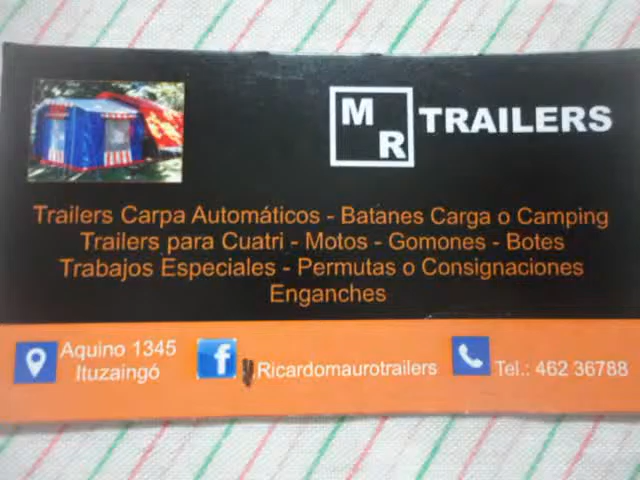 MR TRAILERS
Trailers Carpa Automáticos - Batanes Carga o Camping
Trailers para Cuatri - Motos - Gomones - Botes
Trabajos Especiales - Permutas o Consignaciones
Enganches
Aquino 1345
Ituzaingó
f
Ricardomaurotrailers
Tel.: 462 36788